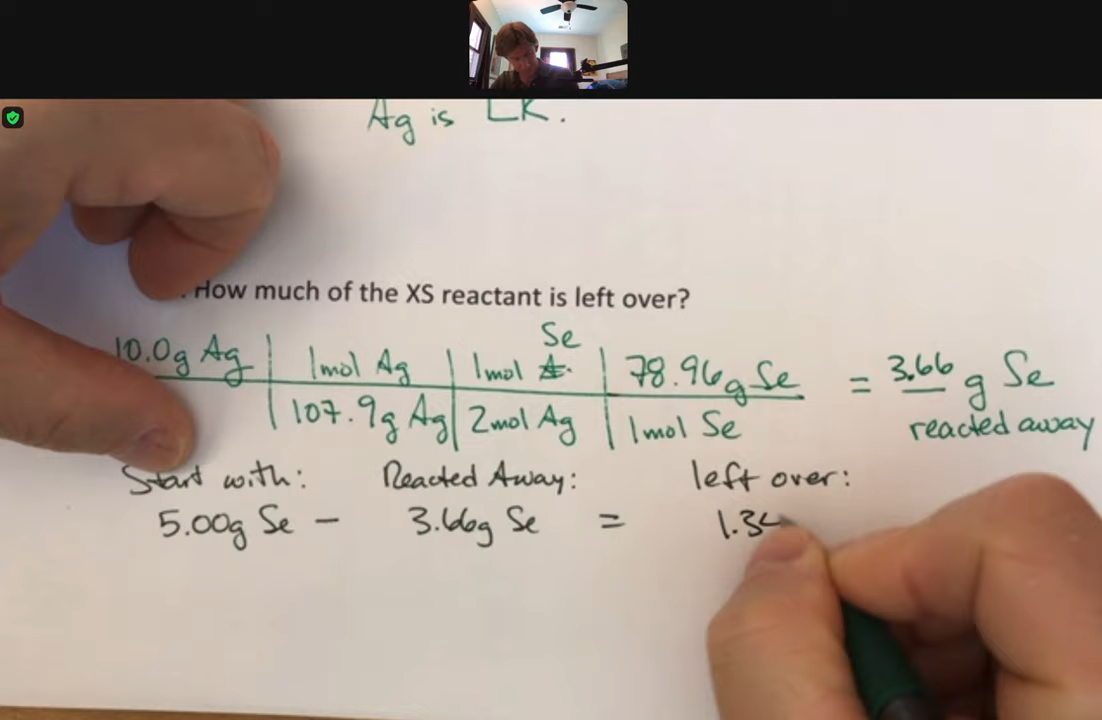 Ag is LR.
How much of the XS reactant is left over?
Se
10.0g Ag | 1mol Ag | 1mol | 78.96g Se = 3.66 g Se
107.9g Ag | 2mol Ag | 1mol Se reacted away
Start with: Reacted Away: left over:
5.00g Se - 3.66g Se = 1.34